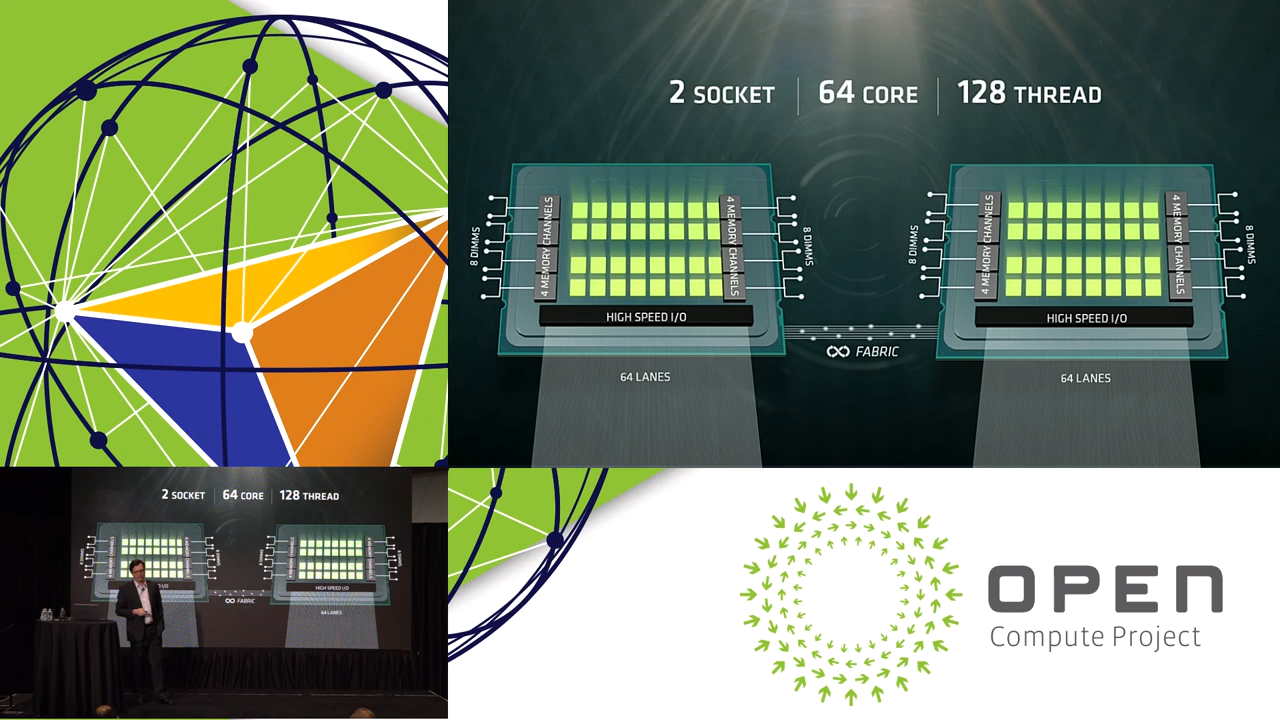 2 SOCKET 64 CORE 128 THREAD
8 DIMMS
4 MEMORY CHANNELS
4 MEMORY CHANNELS
8 DIMMS
HIGH SPEED I/O
64 LANES
FABRIC
8 DIMMS
4 MEMORY CHANNELS
4 MEMORY CHANNELS
8 DIMMS
HIGH SPEED I/O
64 LANES
2 SOCKET 64 CORE 128 THREAD
I/O
FABRIC
HIGH SPEED I/O
64 LANES
OPEN
Compute Project